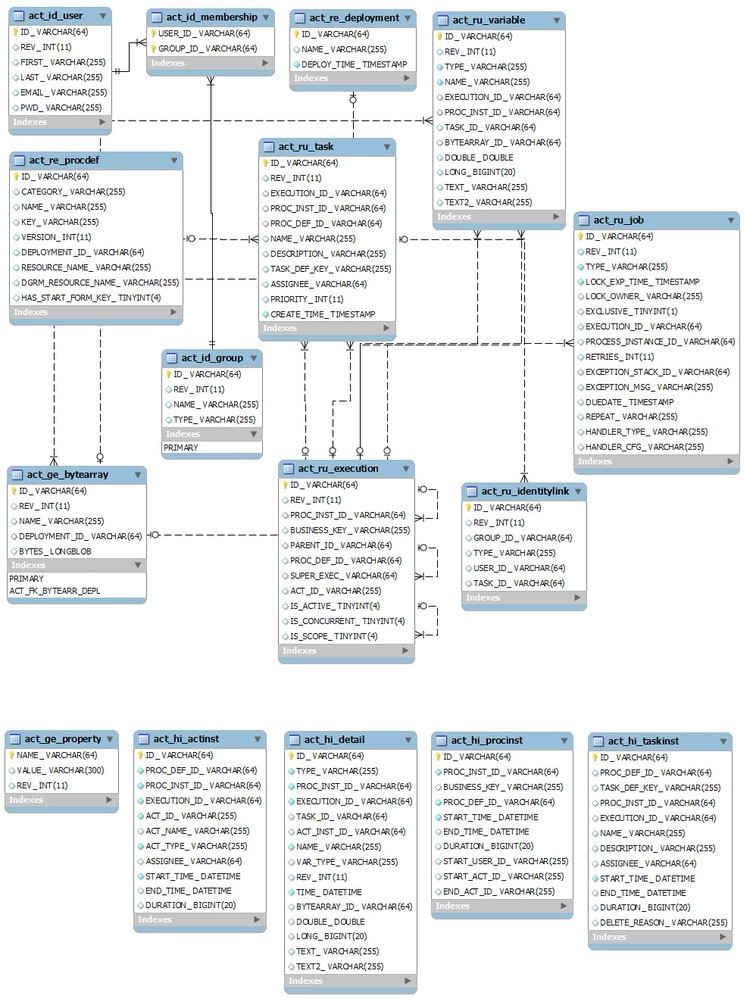 act_id_user
ID_ VARCHAR(64)
REV_ INT(11)
FIRST_ VARCHAR(255)
LAST_ VARCHAR(255)
EMAIL_ VARCHAR(255)
PWD_ VARCHAR(255)
Indexes
act_id_membership
USER_ID_ VARCHAR(64)
GROUP_ID_ VARCHAR(64)
Indexes
act_re_deployment
ID_ VARCHAR(64)
NAME_ VARCHAR(255)
DEPLOY_TIME_ TIMESTAMP
Indexes
act_ru_variable
ID_ VARCHAR(64)
REV_ INT(11)
TYPE_ VARCHAR(255)
NAME_ VARCHAR(255)
EXECUTION_ID_ VARCHAR(64)
PROC_INST_ID_ VARCHAR(64)
TASK_ID_ VARCHAR(64)
BYTEARRAY_ID_ VARCHAR(64)
DOUBLE_ DOUBLE
LONG_ BIGINT(20)
TEXT_ VARCHAR(255)
TEXT2_ VARCHAR(255)
Indexes
act_re_procdef
ID_ VARCHAR(64)
CATEGORY_ VARCHAR(255)
NAME_ VARCHAR(255)
KEY_ VARCHAR(255)
VERSION_ INT(11)
DEPLOYMENT_ID_ VARCHAR(64)
RESOURCE_NAME_ VARCHAR(255)
DGRM_RESOURCE_NAME_ VARCHAR(255)
HAS_START_FORM_KEY_ TINYINT(4)
Indexes
act_ru_task
ID_ VARCHAR(64)
REV_ INT(11)
EXECUTION_ID_ VARCHAR(64)
PROC_INST_ID_ VARCHAR(64)
PROC_DEF_ID_ VARCHAR(64)
NAME_ VARCHAR(255)
DESCRIPTION_ VARCHAR(255)
TASK_DEF_KEY_ VARCHAR(255)
ASSIGNEE_ VARCHAR(64)
PRIORITY_ INT(11)
CREATE_TIME_ TIMESTAMP
Indexes
act_ru_job
ID_ VARCHAR(64)
REV_ INT(11)
TYPE_ VARCHAR(255)
LOCK_EXP_TIME_ TIMESTAMP
LOCK_OWNER_ VARCHAR(255)
EXCLUSIVE_ TINYINT(1)
EXECUTION_ID_ VARCHAR(64)
PROCESS_INSTANCE_ID_ VARCHAR(64)
RETRIES_ INT(11)
EXCEPTION_STACK_ID_ VARCHAR(64)
EXCEPTION_MSG_ VARCHAR(255)
DUEDATE_ TIMESTAMP
REPEAT_ VARCHAR(255)
HANDLER_TYPE_ VARCHAR(255)
HANDLER_CFG_ VARCHAR(255)
Indexes
act_id_group
ID_ VARCHAR(64)
REV_ INT(11)
NAME_ VARCHAR(255)
TYPE_ VARCHAR(255)
Indexes
PRIMARY
act_ge_bytearray
ID_ VARCHAR(64)
REV_ INT(11)
NAME_ VARCHAR(255)
DEPLOYMENT_ID_ VARCHAR(64)
BYTES_ LONGBLOB
Indexes
PRIMARY
ACT_FK_BYTEARR_DEPL
act_ru_execution
ID_ VARCHAR(64)
REV_ INT(11)
PROC_INST_ID_ VARCHAR(64)
BUSINESS_KEY_ VARCHAR(255)
PARENT_ID_ VARCHAR(64)
PROC_DEF_ID_ VARCHAR(64)
SUPER_EXEC_ VARCHAR(64)
ACT_ID_ VARCHAR(255)
IS_ACTIVE_ TINYINT(4)
IS_CONCURRENT_ TINYINT(4)
IS_SCOPE_ TINYINT(4)
Indexes
act_ru_identitylink
ID_ VARCHAR(64)
REV_ INT(11)
GROUP_ID_ VARCHAR(64)
TYPE_ VARCHAR(255)
USER_ID_ VARCHAR(64)
TASK_ID_ VARCHAR(64)
Indexes
act_ge_property
NAME_ VARCHAR(64)
VALUE_ VARCHAR(300)
REV_ INT(11)
Indexes
act_hi_actinst
ID_ VARCHAR(64)
PROC_DEF_ID_ VARCHAR(64)
PROC_INST_ID_ VARCHAR(64)
EXECUTION_ID_ VARCHAR(64)
ACT_ID_ VARCHAR(255)
ACT_NAME_ VARCHAR(255)
ACT_TYPE_ VARCHAR(255)
ASSIGNEE_ VARCHAR(64)
START_TIME_ DATETIME
END_TIME_ DATETIME
DURATION_ BIGINT(20)
Indexes
act_hi_detail
ID_ VARCHAR(64)
TYPE_ VARCHAR(255)
PROC_INST_ID_ VARCHAR(64)
EXECUTION_ID_ VARCHAR(64)
TASK_ID_ VARCHAR(64)
ACT_INST_ID_ VARCHAR(64)
NAME_ VARCHAR(255)
VAR_TYPE_ VARCHAR(255)
REV_ INT(11)
TIME_ DATETIME
BYTEARRAY_ID_ VARCHAR(64)
DOUBLE_ DOUBLE
LONG_ BIGINT(20)
TEXT_ VARCHAR(255)
TEXT2_ VARCHAR(255)
Indexes
act_hi_procinst
ID_ VARCHAR(64)
PROC_INST_ID_ VARCHAR(64)
BUSINESS_KEY_ VARCHAR(255)
PROC_DEF_ID_ VARCHAR(64)
START_TIME_ DATETIME
END_TIME_ DATETIME
DURATION_ BIGINT(20)
START_USER_ID_ VARCHAR(255)
START_ACT_ID_ VARCHAR(255)
END_ACT_ID_ VARCHAR(255)
Indexes
act_hi_taskinst
ID_ VARCHAR(64)
PROC_DEF_ID_ VARCHAR(64)
TASK_DEF_KEY_ VARCHAR(255)
PROC_INST_ID_ VARCHAR(64)
EXECUTION_ID_ VARCHAR(64)
NAME_ VARCHAR(255)
DESCRIPTION_ VARCHAR(255)
ASSIGNEE_ VARCHAR(64)
START_TIME_ DATETIME
END_TIME_ DATETIME
DURATION_ BIGINT(20)
DELETE_REASON_ VARCHAR(255)
Indexes